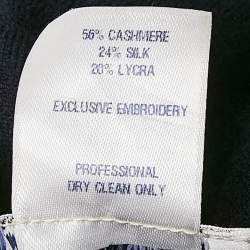 56% CASHMERE
24% SILK
20% LYCRA
EXCLUSIVE EMBROIDERY
PROFESSIONAL
DRY CLEAN ONLY